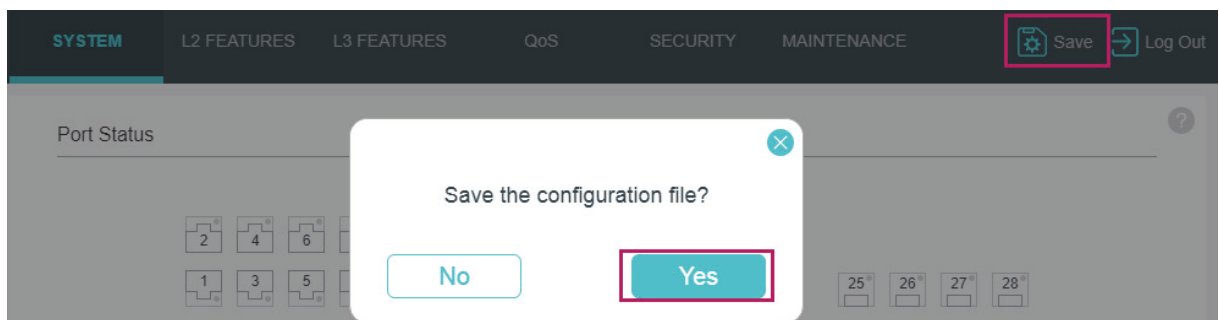 SYSTEM L2 FEATURES L3 FEATURES QoS SECURITY MAINTENANCE Save Log Out
Port Status
?
Save the configuration file?
2 4 6
No Yes
1 3 5 25 26 27 28